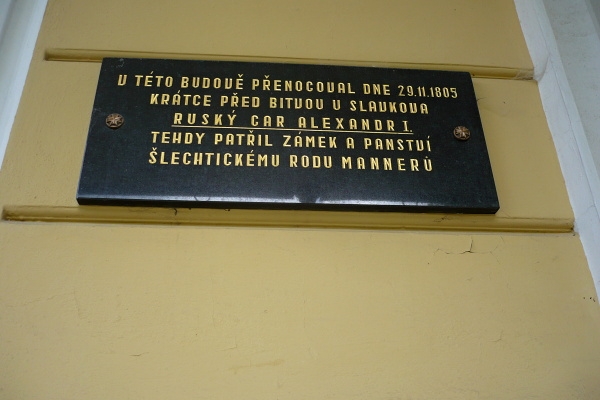 V TÉTO BUDOVĚ PŘENOCOVAL DNE 29.11.1805
KRÁTCE PŘED BITVOU U SLAVKOVA
RUSKÝ CAR ALEXANDR I.
TEHDY PATŘIL ZÁMEK A PANSTVÍ
ŠLECHTICKÉMU RODU MANNERŮ